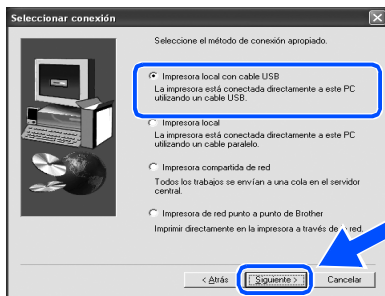 Seleccionar conexión
Seleccione el método de conexión apropiado.
Impresora local con cable USB
La impresora está conectada directamente a este PC
utilizando un cable USB.
Impresora local
La impresora está conectada directamente a este PC
utilizando un cable paralelo.
Impresora compartida de red
Todos los trabajos se envían a una cola en el servidor
central.
Impresora de red punto a punto de Brother
Imprimir directamente en la impresora a través de la red.
< Atrás
Siguiente >
Cancelar